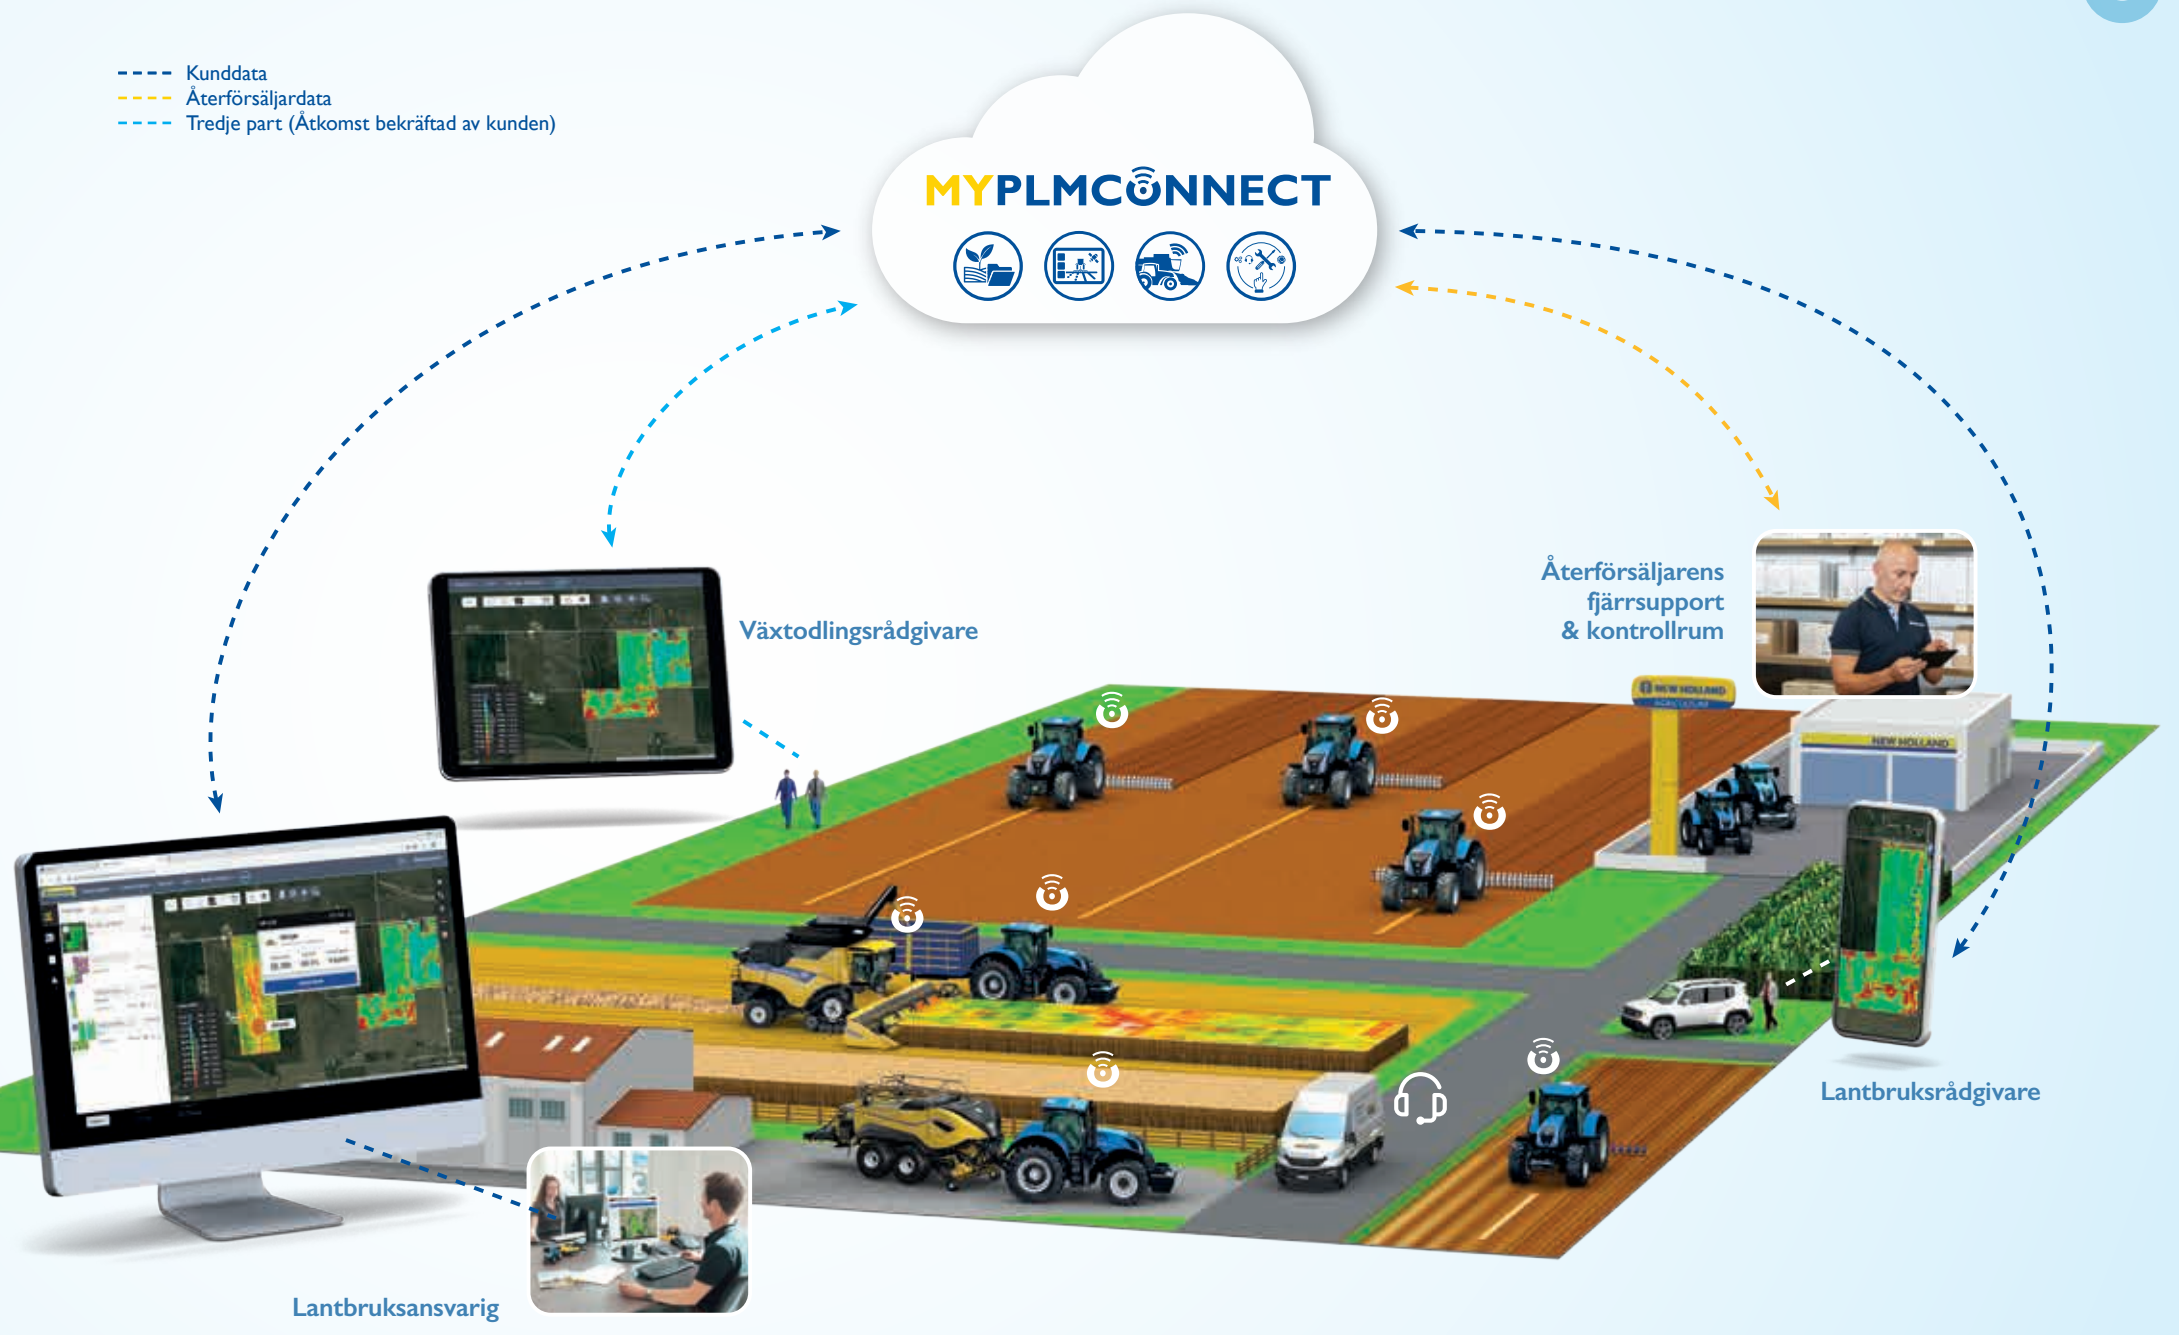 Kunddata
Återförsäljardata
Tredje part (Åtkomst bekräftad av kunden)
MYPLMCONNECT
Växtodlingsrådgivare
Återförsäljarens
fjärrsupport
& kontrollrum
NEW HOLLAND
AGRICULTURE
NEW HOLLAND
Lantbruksrådgivare
Lantbruksansvarig